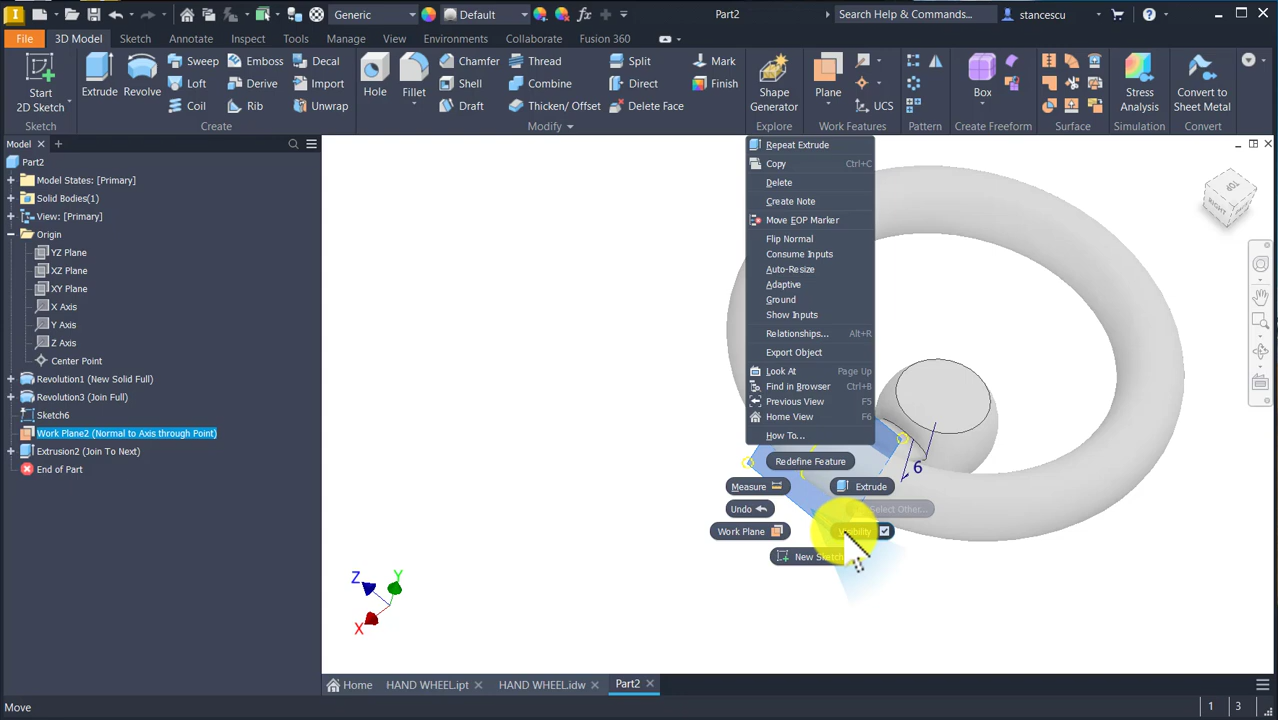 Generic
Default
Part2
Search Help & Commands...
stancescu
File
3D Model
Sketch
Annotate
Inspect
Tools
Manage
View
Environments
Collaborate
Fusion 360
Start
2D Sketch
Extrude
Revolve
Sweep
Loft
Coil
Emboss
Derive
Rib
Decal
Import
Unwrap
Hole
Fillet
Chamfer
Shell
Draft
Thread
Combine
Thicken/ Offset
Split
Direct
Delete Face
Mark
Finish
Shape
Generator
Plane
UCS
Box
Stress
Analysis
Convert to
Sheet Metal
Sketch
Create
Modify
Explore
Work Features
Pattern
Create Freeform
Surface
Simulation
Convert
Model
Part2
Model States: [Primary]
Solid Bodies(1)
View: [Primary]
Origin
YZ Plane
XZ Plane
XY Plane
X Axis
Y Axis
Z Axis
Center Point
Revolution1 (New Solid Full)
Revolution3 (Join Full)
Sketch6
Work Plane2 (Normal to Axis through Point)
Extrusion2 (Join To Next)
End of Part
Repeat Extrude
Copy Ctrl+C
Delete
Create Note
Move EOP Marker
Flip Normal
Consume Inputs
Auto-Resize
Adaptive
Ground
Show Inputs
Relationships... Alt+R
Export Object
Look At Page Up
Find in Browser Ctrl+B
Previous View F5
Home View F6
How To...
Redefine Feature
Measure
Extrude
Undo
Select Other...
Work Plane
Visibility
New Sketch
6
TOP
RIGHT
Z
Y
X
Home
HAND WHEEL.ipt
HAND WHEEL.idw
Part2
Move
1
3